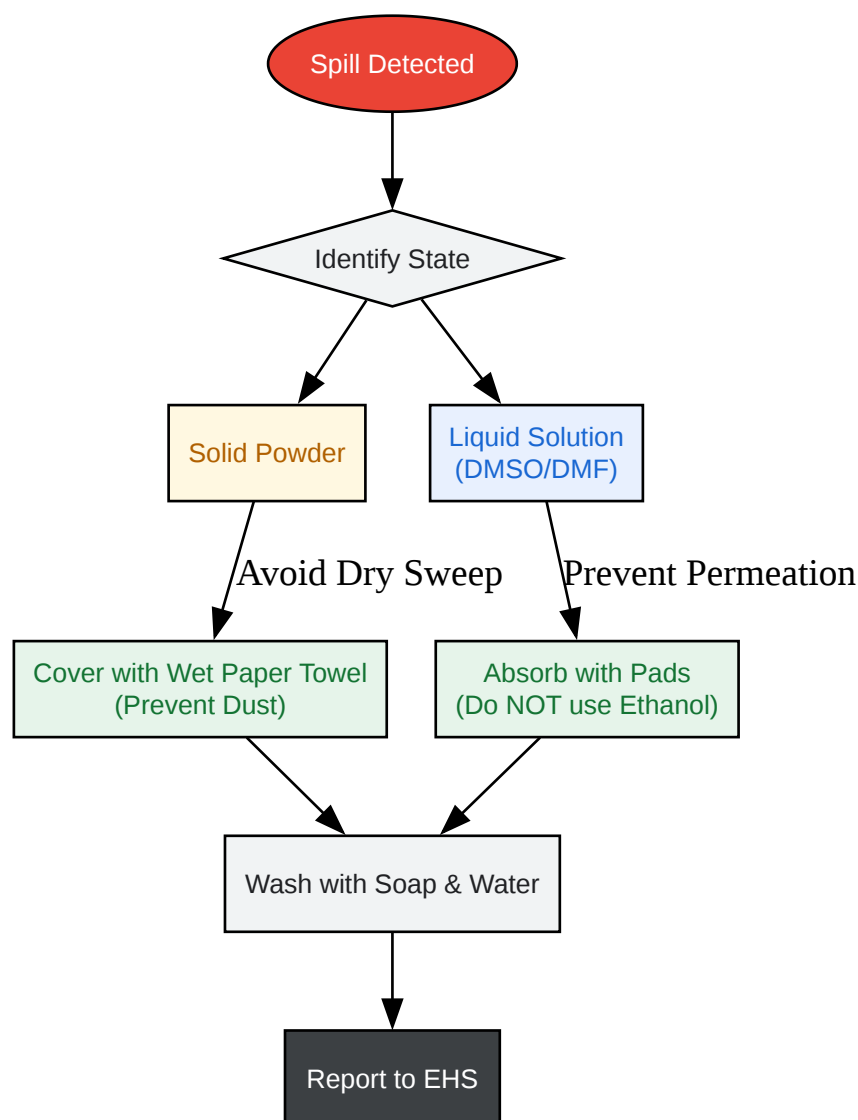 Spill Detected
Identify State
Solid Powder
Liquid Solution
(DMSO/DMF)
Avoid Dry Sweep
Prevent Permeation
Cover with Wet Paper Towel
(Prevent Dust)
Absorb with Pads
(Do NOT use Ethanol)
Wash with Soap & Water
Report to EHS